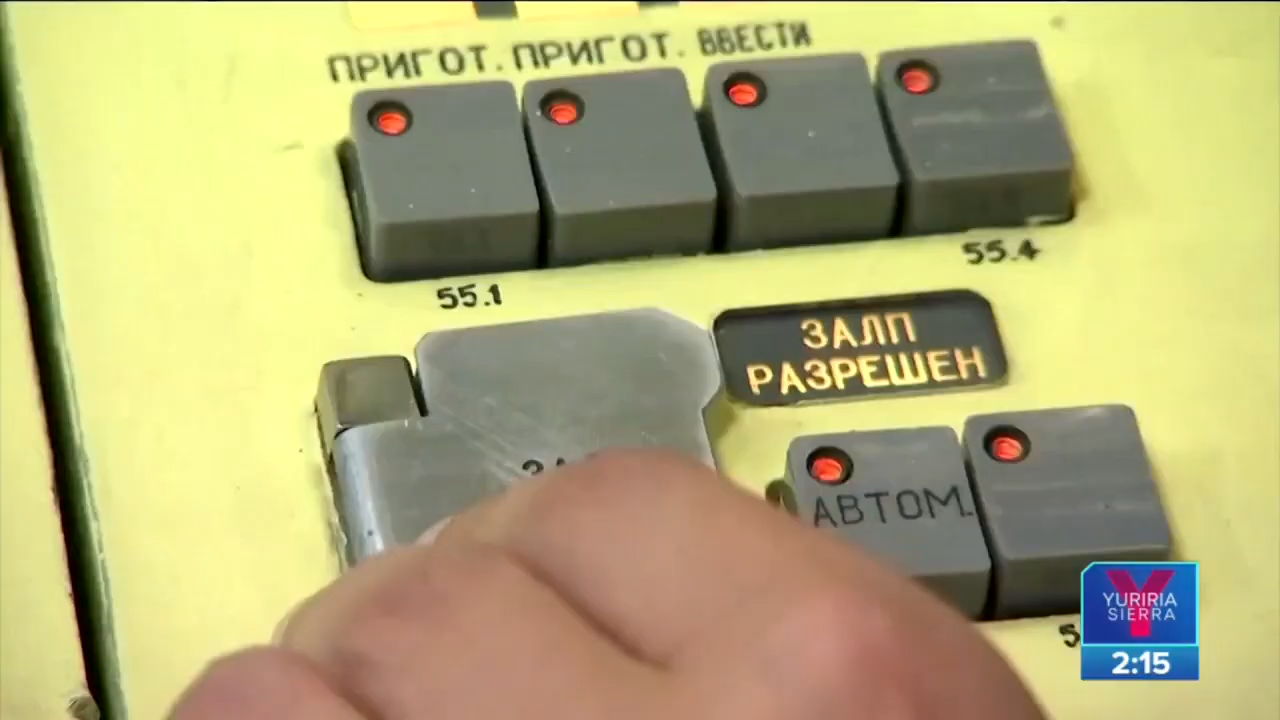 ПРИГОТ. ПРИГОТ. ВВЕСТИ
55.1
55.4
ЗАЛП
РАЗРЕШЕН
АВТОМ.
YURIRIA
SIERRA
2:15